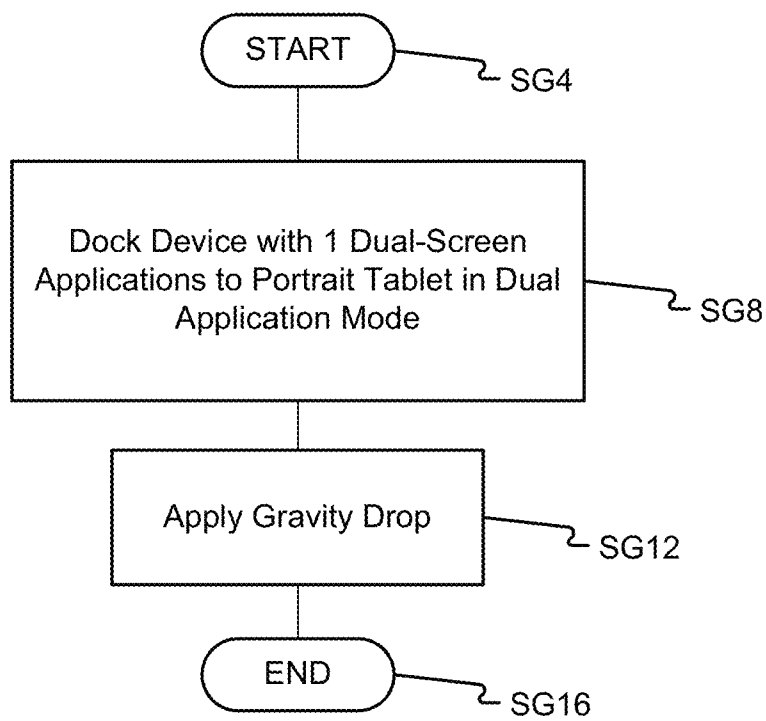 START
SG4
Dock Device with 1 Dual-Screen
Applications to Portrait Tablet in Dual
Application Mode
SG8
Apply Gravity Drop
SG12
END
SG16